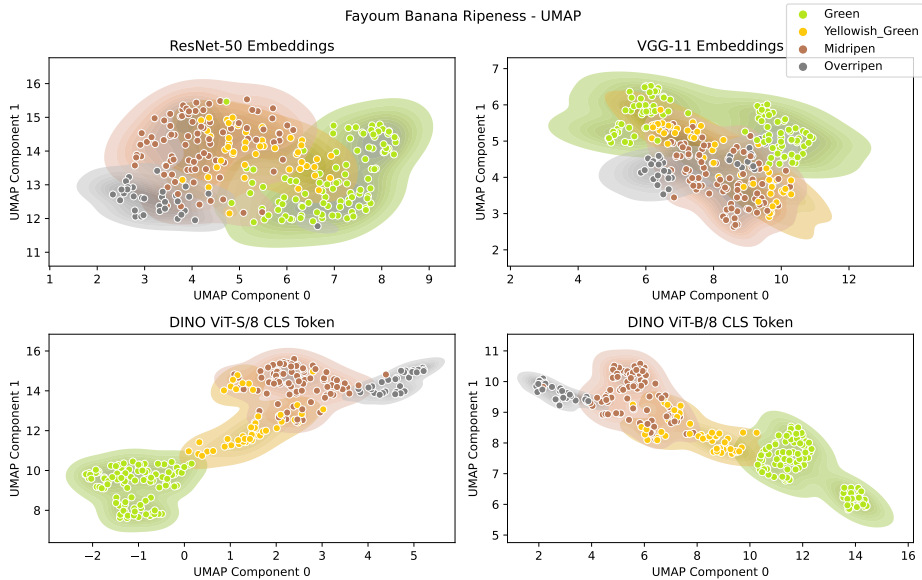 Fayoum Banana Ripeness - UMAP
Green
Yellowish_Green
Midripen
Overripen
ResNet-50 Embeddings
UMAP Component 1
16
15
14
13
12
11
1 2 3 4 5 6 7 8 9
UMAP Component 0
VGG-11 Embeddings
UMAP Component 1
7
6
5
4
3
2
2 4 6 8 10 12
UMAP Component 0
DINO ViT-S/8 CLS Token
UMAP Component 1
16
14
12
10
8
−2 −1 0 1 2 3 4 5
UMAP Component 0
DINO ViT-B/8 CLS Token
UMAP Component 1
11
10
9
8
7
6
5
2 4 6 8 10 12 14 16
UMAP Component 0